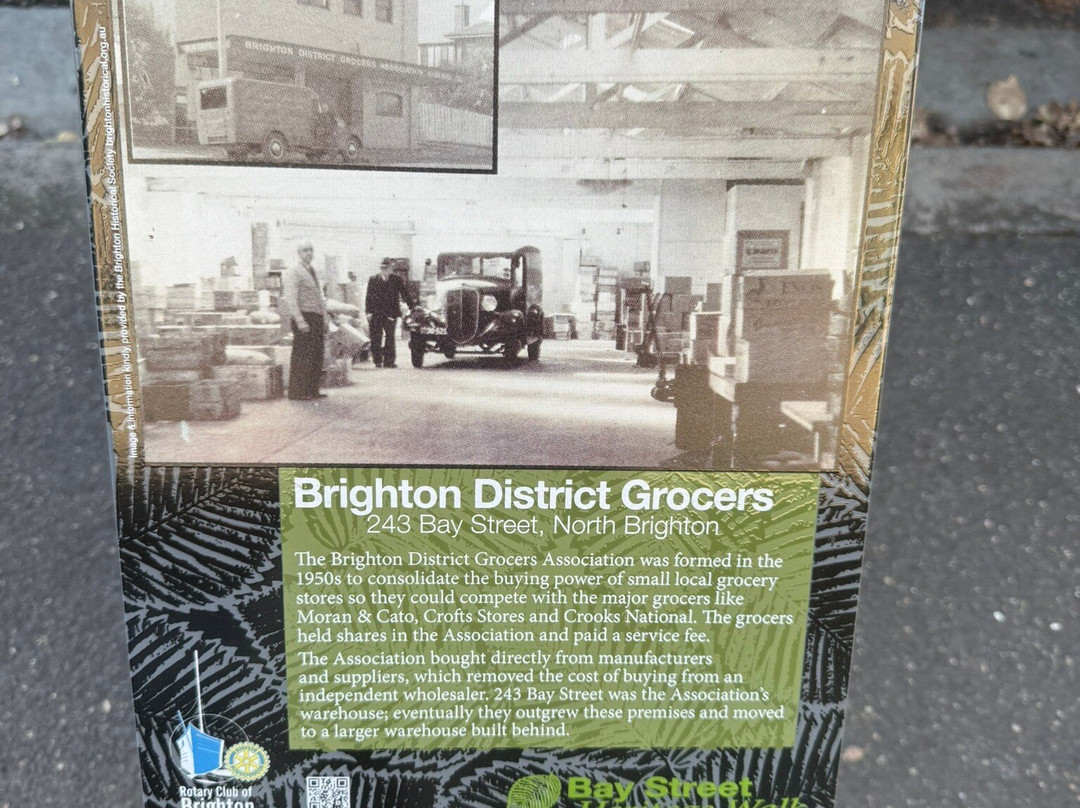 BRIGHTON DISTRICT GROCERS ASSOCIATION
Image & information kindly provided by the Brighton Historical Society brightonhistorical.org.au
Brighton District Grocers
243 Bay Street, North Brighton
The Brighton District Grocers Association was formed in the
1950s to consolidate the buying power of small local grocery
stores so they could compete with the major grocers like
Moran & Cato, Crofts Stores and Crooks National. The grocers
held shares in the Association and paid a service fee.
The Association bought directly from manufacturers
and suppliers, which removed the cost of buying from an
independent wholesaler. 243 Bay Street was the Association's
warehouse; eventually they outgrew these premises and moved
to a larger warehouse built behind.
Rotary Club of
Brighton
Bay Street
Heritage Walk